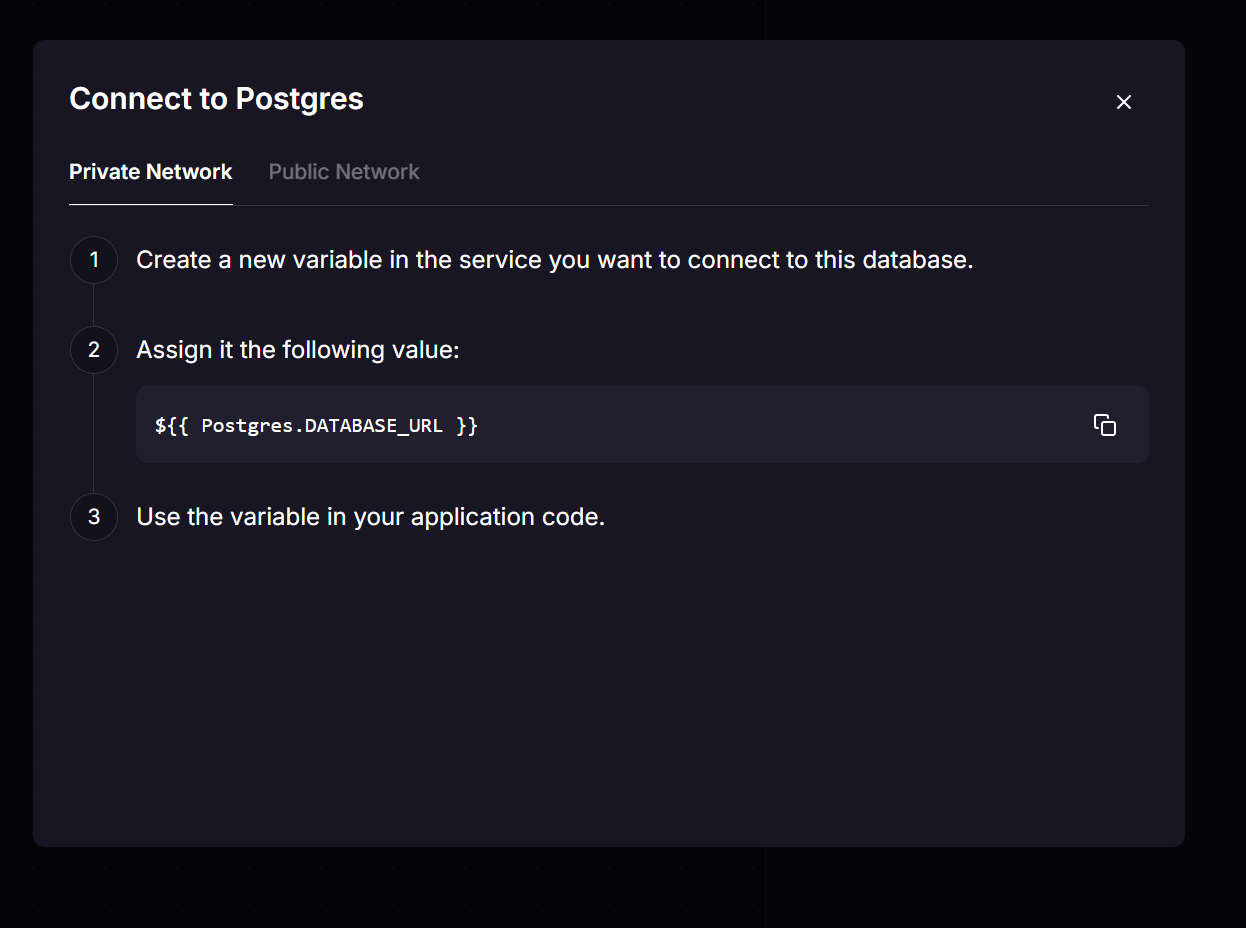 Connect to Postgres
Private Network
Public Network
1
Create a new variable in the service you want to connect to this database.
2
Assign it the following value:
${{ Postgres.DATABASE_URL }}
3
Use the variable in your application code.